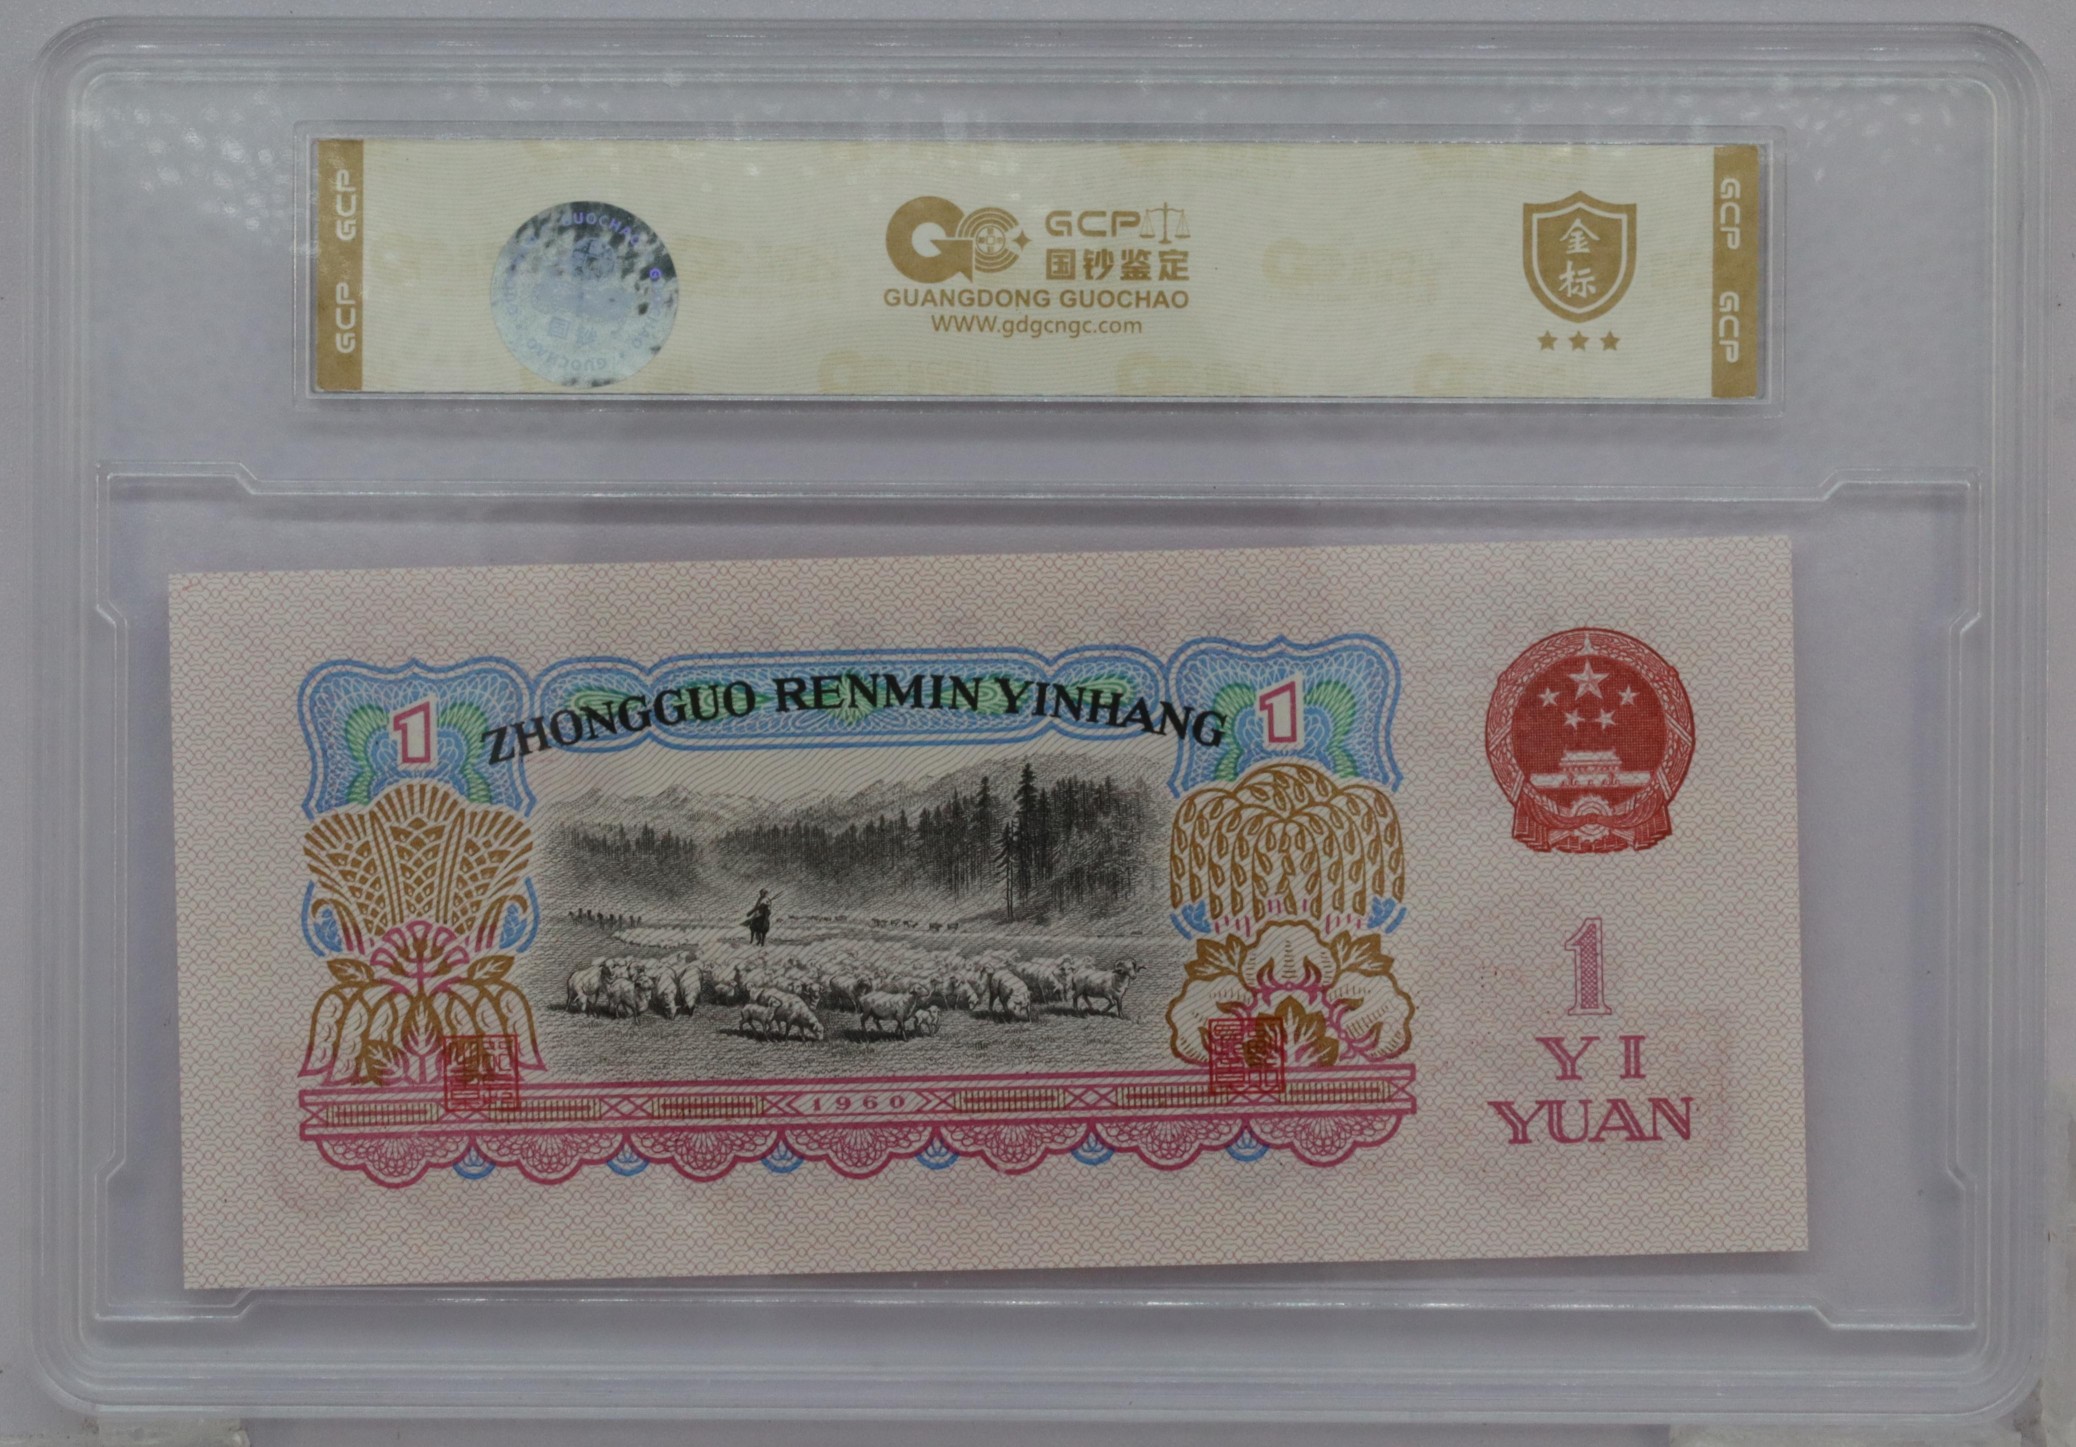 GCP
GCP
GUOCHAO
GCP
国钞鉴定
GUANGDONG GUOCHAO
WWW.gdgcngc.com
金
标
GCP
GCP
1
ZHONGGUO RENMIN YINHANG
1
1
YI
YUAN
1960